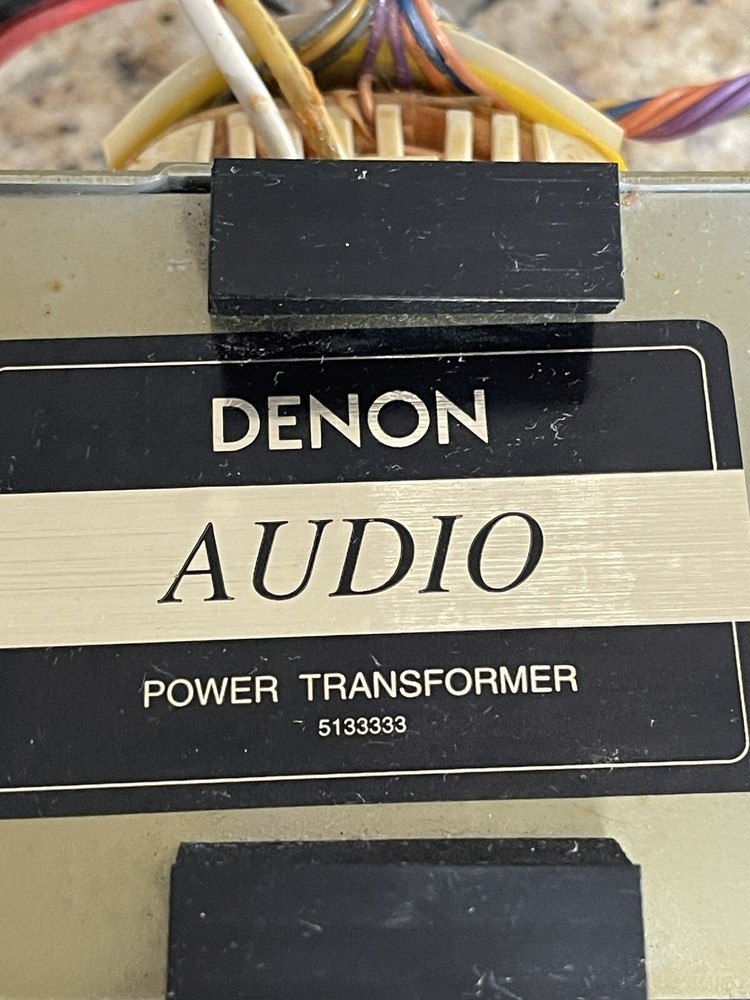 DENON
AUDIO
POWER TRANSFORMER
5133333